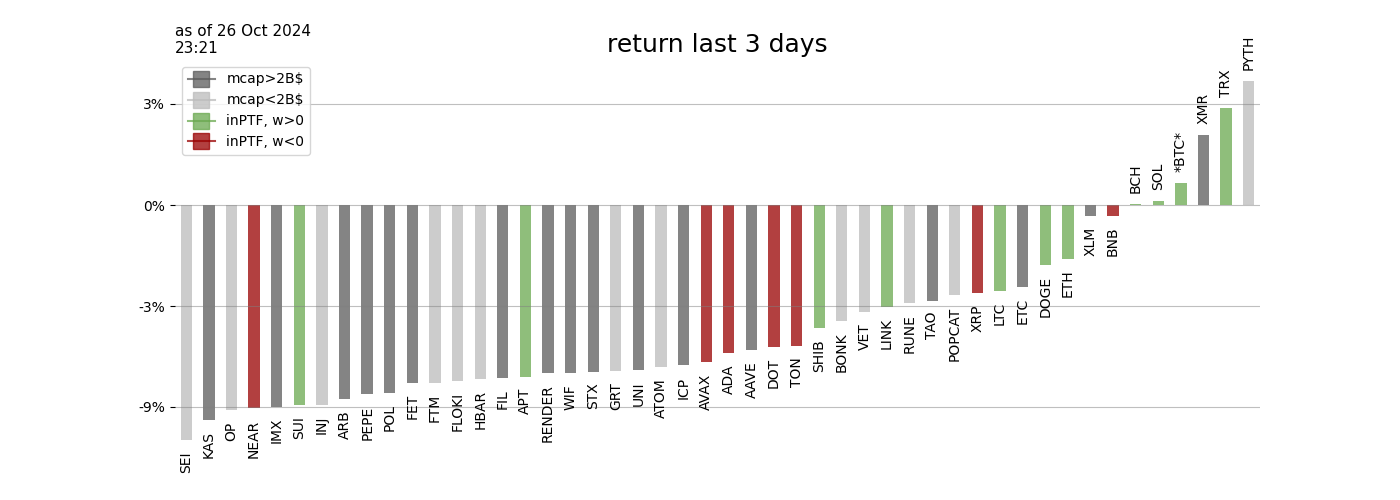 as of 26 Oct 2024
23:21
return last 3 days
mcap>2B$
mcap<2B$
inPTF, w>0
inPTF, w<0
3%
0%
-3%
-9%
SEI
KAS
OP
NEAR
IMX
SUI
INJ
ARB
PEPE
POL
FET
FTM
FLOKI
HBAR
FIL
APT
RENDER
WIF
STX
GRT
UNI
ATOM
ICP
AVAX
ADA
AAVE
DOT
TON
SHIB
BONK
VET
LINK
RUNE
TAO
POPCAT
XRP
LTC
ETC
DOGE
ETH
XLM
BNB
BCH
SOL
*BTC*
XMR
TRX
PYTH